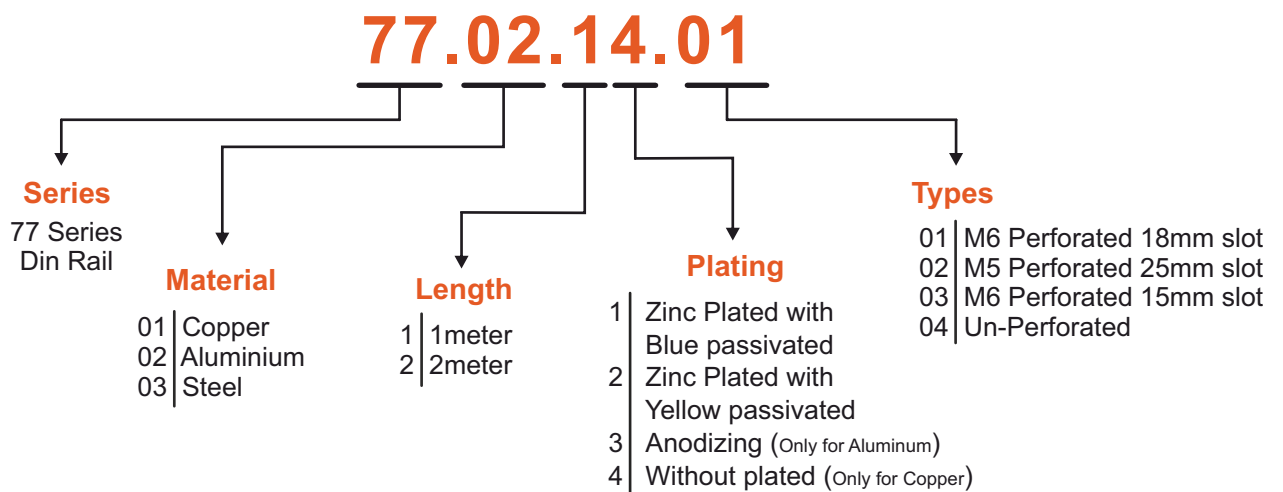 77.02.14.01
Series
77 Series
Din Rail
Material
01 Copper
02 Aluminium
03 Steel
Length
1 1meter
2 2meter
Plating
1 Zinc Plated with
Blue passivated
2 Zinc Plated with
Yellow passivated
3 Anodizing (Only for Aluminum)
4 Without plated (Only for Copper)
Types
01 M6 Perforated 18mm slot
02 M5 Perforated 25mm slot
03 M6 Perforated 15mm slot
04 Un-Perforated